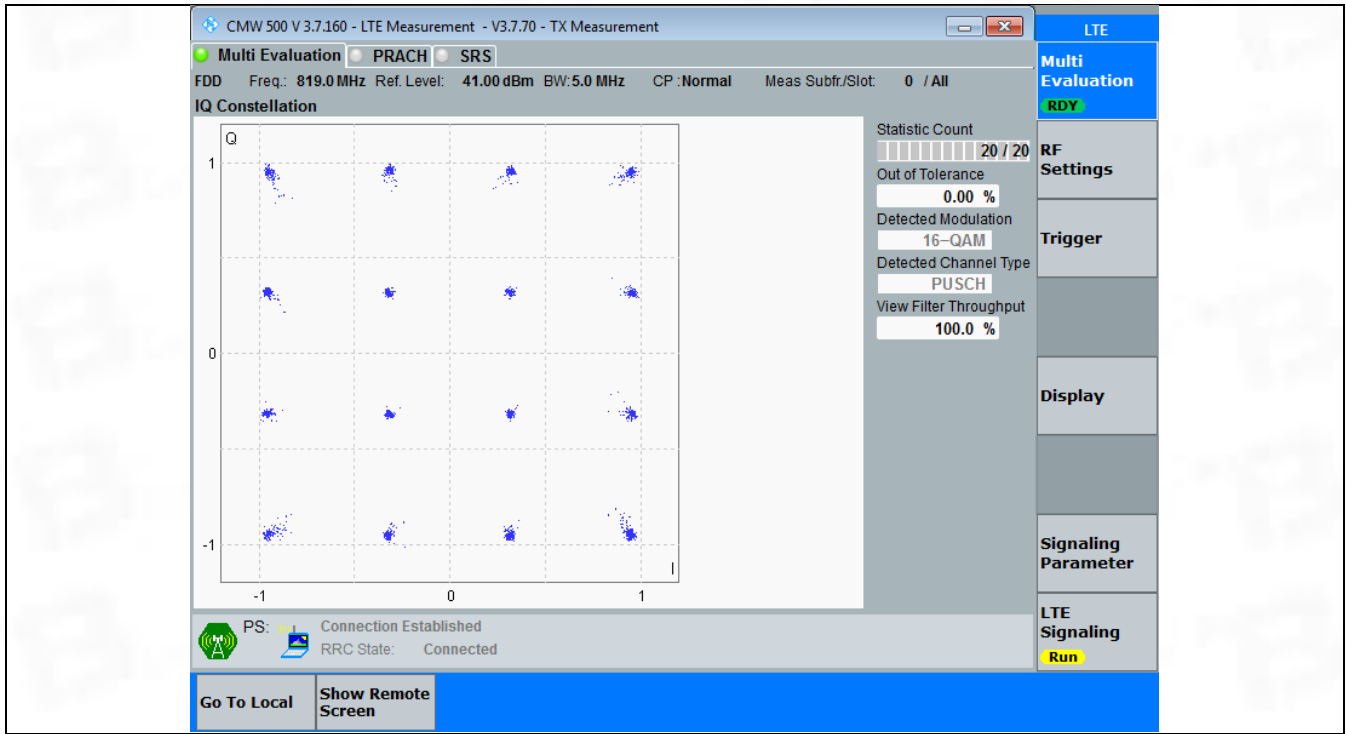 CMW 500 V 3.7.160 - LTE Measurement - V3.7.70 - TX Measurement
LTE
Multi Evaluation PRACH SRS
FDD Freq.: 819.0 MHz Ref. Level: 41.00 dBm BW: 5.0 MHz CP : Normal Meas Subfr./Slot: 0 / All
IQ Constellation
Q
1
0
-1
-1 0 1
I
Statistic Count
20 / 20
Out of Tolerance
0.00 %
Detected Modulation
16-QAM
Detected Channel Type
PUSCH
View Filter Throughput
100.0 %
Multi
Evaluation
RDY
RF
Settings
Trigger
Display
Signaling
Parameter
LTE
Signaling
Run
PS: Connection Established
RRC State: Connected
Go To Local
Show Remote
Screen